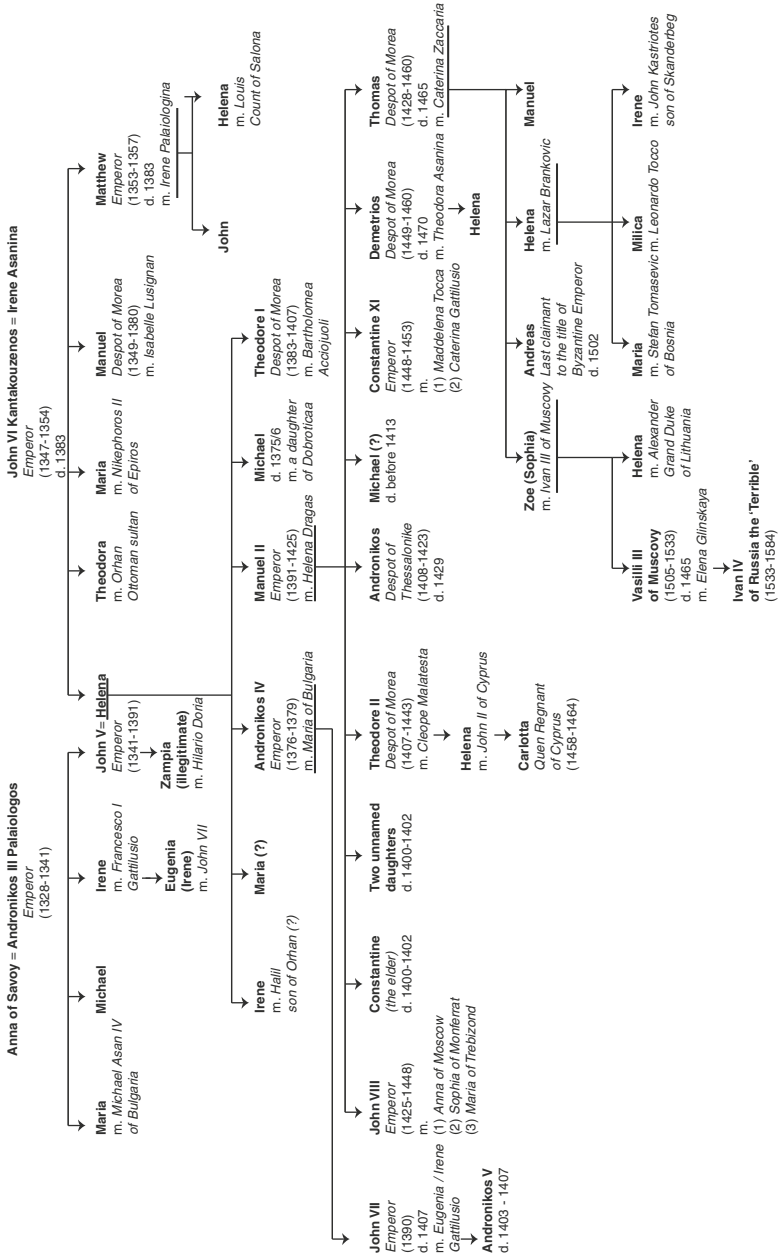 Anna of Savoy = Andronikos III Palaiologos
Emperor
(1328-1341)
John VI Kantakouzenos = Irene Asanina
Emperor
(1347-1354)
d. 1383
Maria
m. Michael Asan IV
of Bulgaria
Michael
Irene
m. Francesco I
Gattilusio
Eugenia
(Irene)
m. John VII
John V = Helena
Emperor
(1341-1391)
Zampia
(illegitimate)
m. Hilario Doria
Theodora
m. Orhan
Ottoman sultan
Maria
m. Nikephoros II
of Epiros
Manuel
Despot of Morea
(1349-1380)
m. Isabelle Lusignan
Matthew
Emperor
(1353-1357)
d. 1383
m. Irene Palaiologina
John
Helena
m. Louis
Count of Salona
Irene
m. Halil
son of Orhan (?)
Maria (?)
Andronikos IV
Emperor
(1376-1379)
m. Maria of Bulgaria
Manuel II
Emperor
(1391-1425)
m. Helena Dragas
Michael
d. 1375/6
m. a daughter
of Dobroticaa
Theodore I
Despot of Morea
(1383-1407)
m. Bartholomea
Acciojuoli
John VII
Emperor
(1390)
d. 1407
m. Eugenia / Irene
Gattilusio
Andronikos V
d. 1403 - 1407
John VIII
Emperor
(1425-1448)
m.
(1) Anna of Moscow
(2) Sophia of Monferrat
(3) Maria of Trebizond
Constantine
(the elder)
d. 1400-1402
Two unnamed
daughters
d. 1400-1402
Theodore II
Despot of Morea
(1407-1443)
m. Cleope Malatesta
Helena
m. John II of Cyprus
Carlotta
Quen Regnant
of Cyprus
(1458-1464)
Andronikos
Despot of
Thessalonike
(1408-1423)
d. 1429
Michael (?)
d. before 1413
Constantine XI
Emperor
(1448-1453)
m.
(1) Maddelena Tocca
(2) Caterina Gattilusio
Demetrios
Despot of Morea
(1449-1460)
d. 1470
m. Theodora Asanina
Helena
Thomas
Despot of Morea
(1428-1460)
d. 1465
m. Caterina Zaccaria
Zoe (Sophia)
m. Ivan III of Muscovy
Andreas
Last claimant
to the title of
Byzantine Emperor
d. 1502
Helena
m. Lazar Brankovic
Manuel
Vasilli III
of Muscovy
(1505-1533)
d. 1465
m. Elena Glinskaya
Ivan IV
of Russia the 'Terrible'
(1533-1584)
Helena
m. Alexander
Grand Duke
of Lithuania
Maria
m. Stefan Tomasevic
of Bosnia
Milica
m. Leonardo Tocco
Irene
m. John Kastriotes
son of Skanderbeg